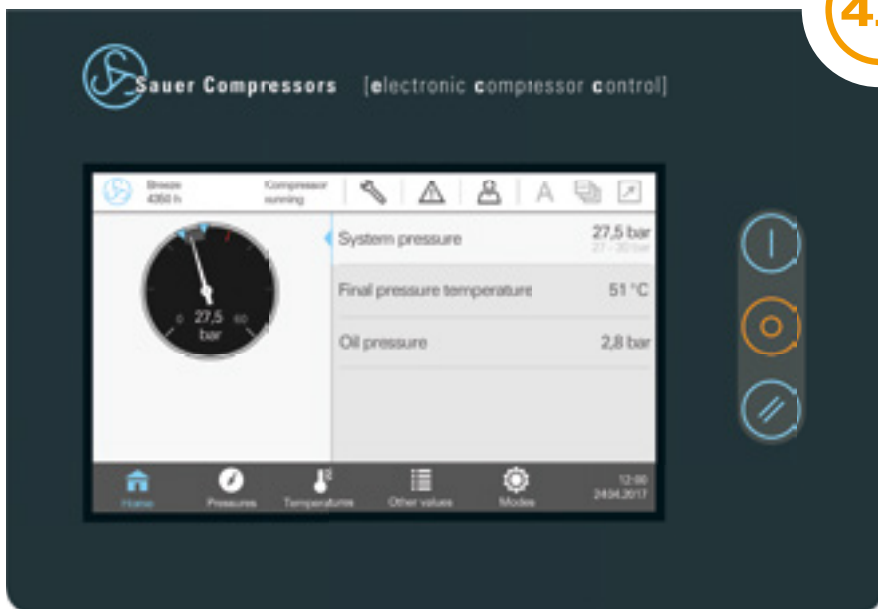 4.
Sauer Compressors [electronic compressor control]
Breeze
4350 h
Kompressor
running
A
System pressure 27,5 bar
27 - 30 bar
Final pressure temperature 51 °C
Oil pressure 2,8 bar
0 27,5 60
bar
Home Pressures Temperatures Other values Modes
12:00
24.04.2017